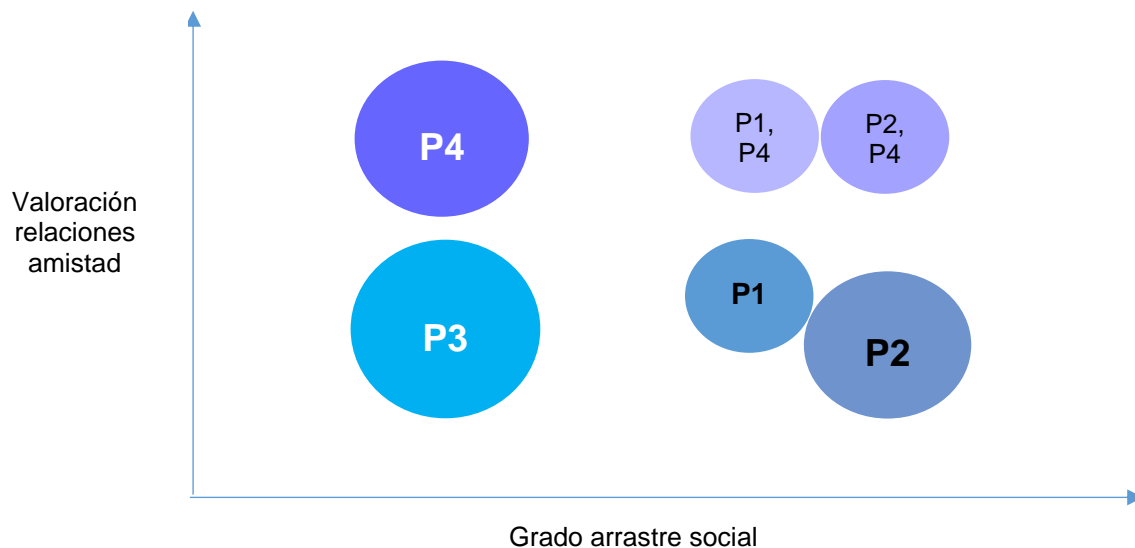 P1,
P4
P2,
P4
P4
Valoración
relaciones
amistad
P1
P3
P2
Grado arrastre social